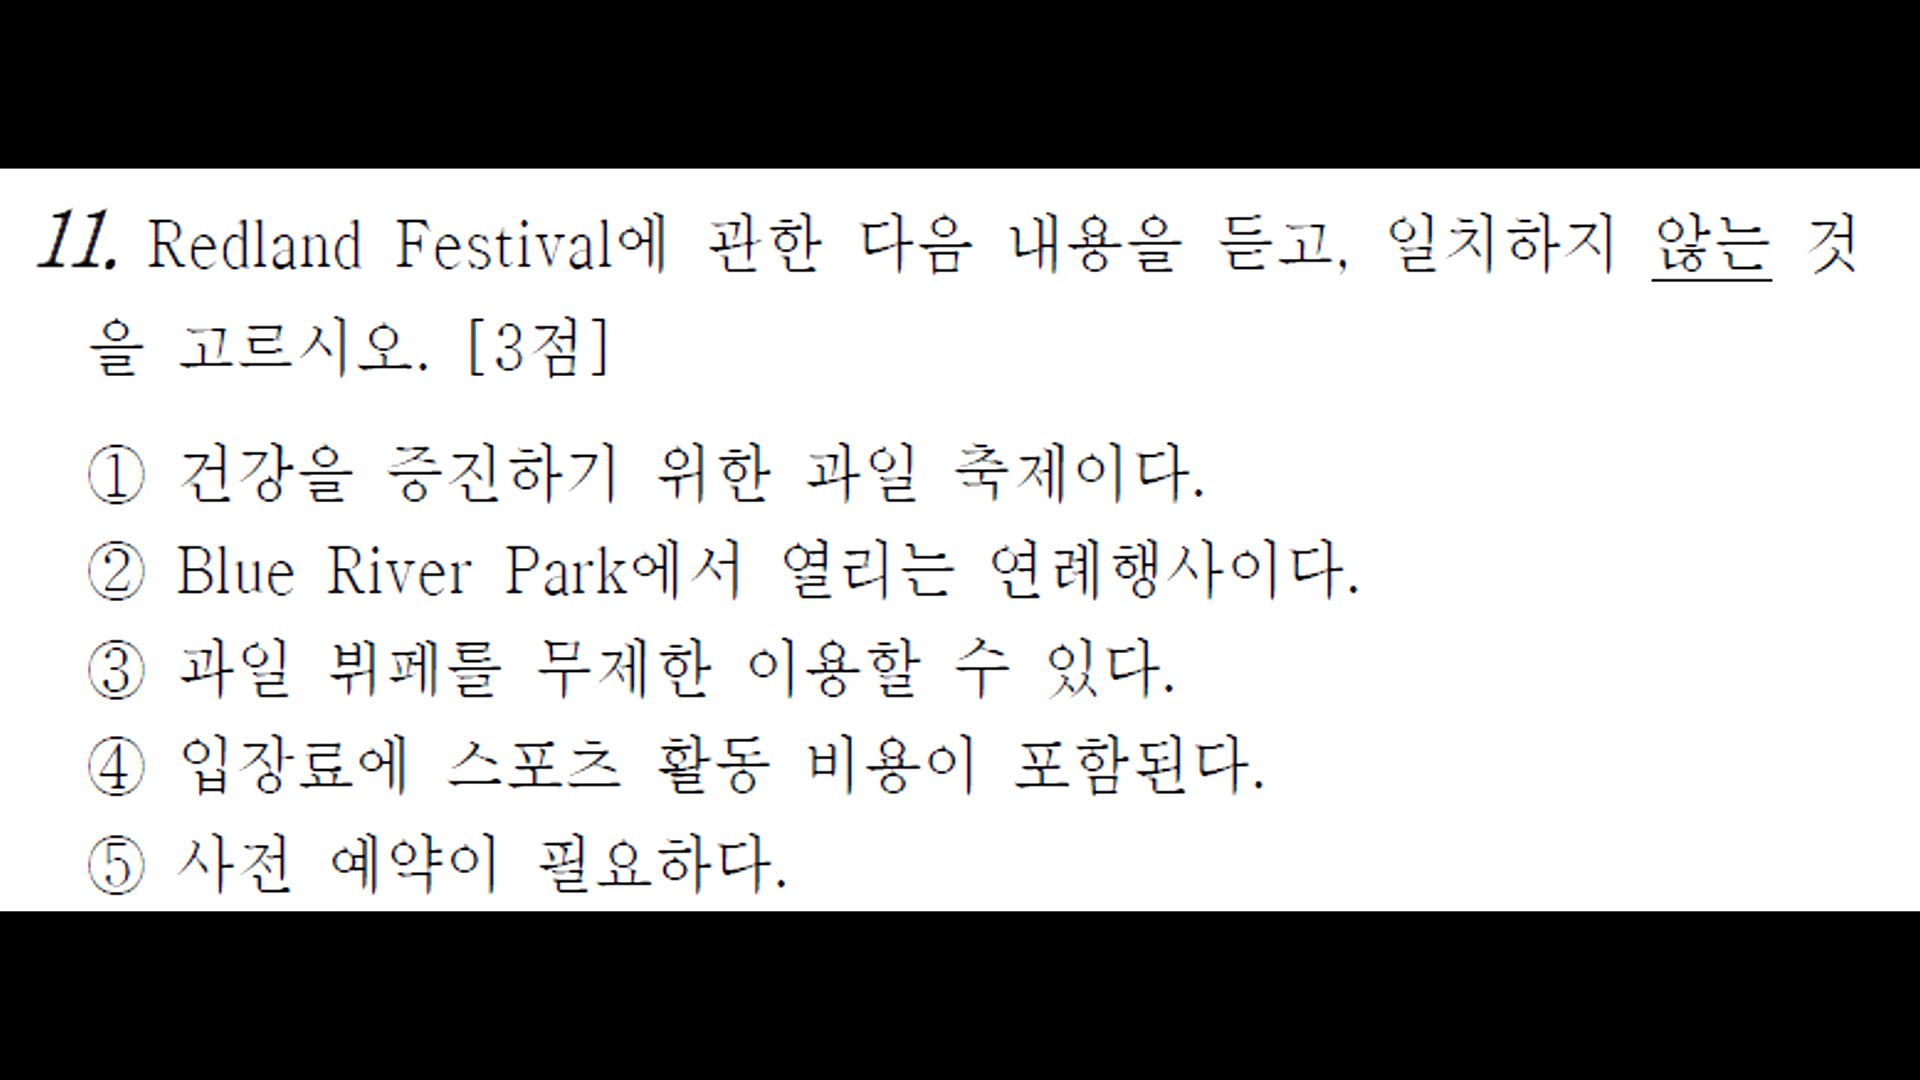 11. Redland Festival에 관한 다음 내용을 듣고, 일치하지 않는 것
을 고르시오. [3점]
① 건강을 증진하기 위한 과일 축제이다.
② Blue River Park에서 열리는 연례행사이다.
③ 과일 뷔페를 무제한 이용할 수 있다.
④ 입장료에 스포츠 활동 비용이 포함된다.
⑤ 사전 예약이 필요하다.